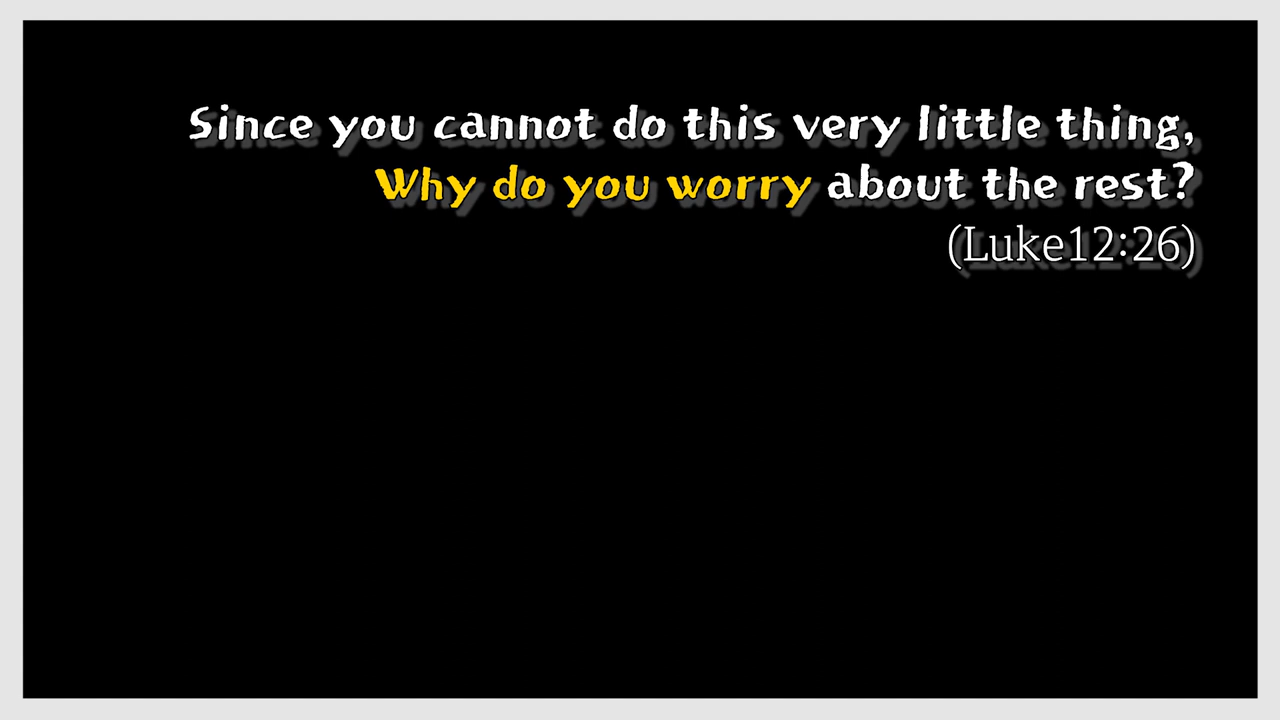 Since you cannot do this very little thing,
Why do you worry about the rest?
(Luke12:26)